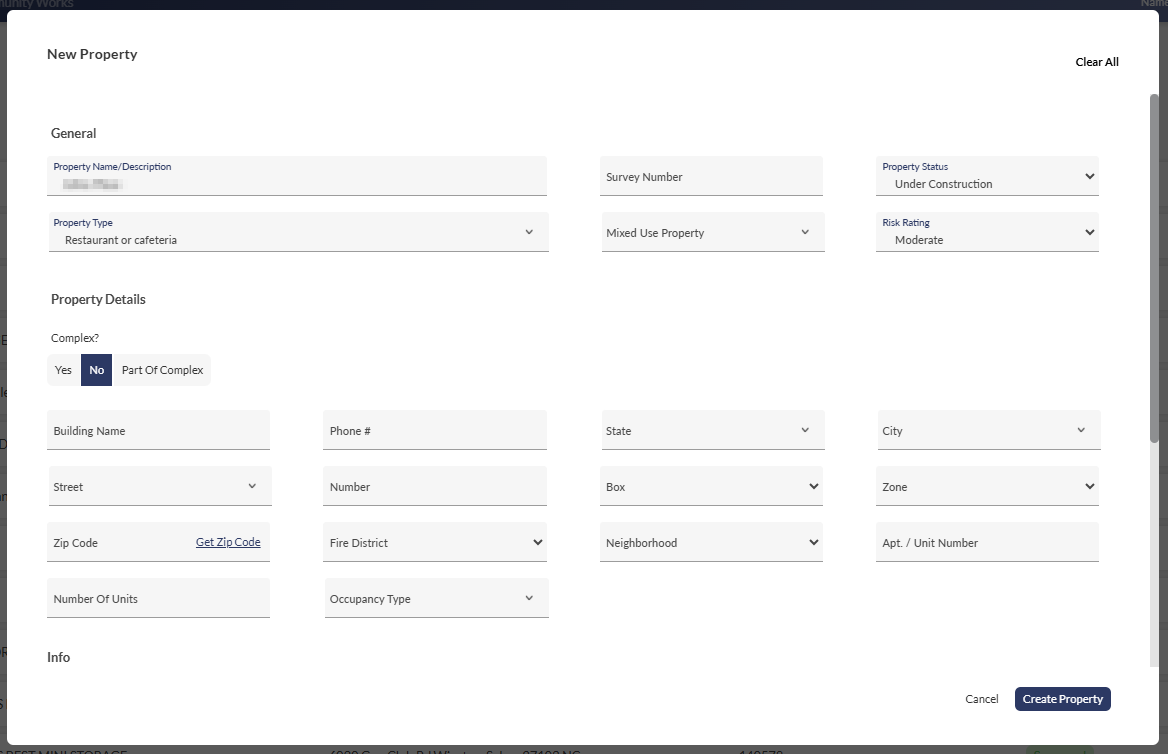 Community Works
Name
New Property
Clear All
General
Property Name/Description
Survey Number
Property Status
Under Construction
Property Type
Restaurant or cafeteria
Mixed Use Property
Risk Rating
Moderate
Property Details
Complex?
Yes No Part Of Complex
Building Name
Phone #
State
City
Street
Number
Box
Zone
Zip Code Get Zip Code
Fire District
Neighborhood
Apt. / Unit Number
Number Of Units
Occupancy Type
Info
Cancel Create Property